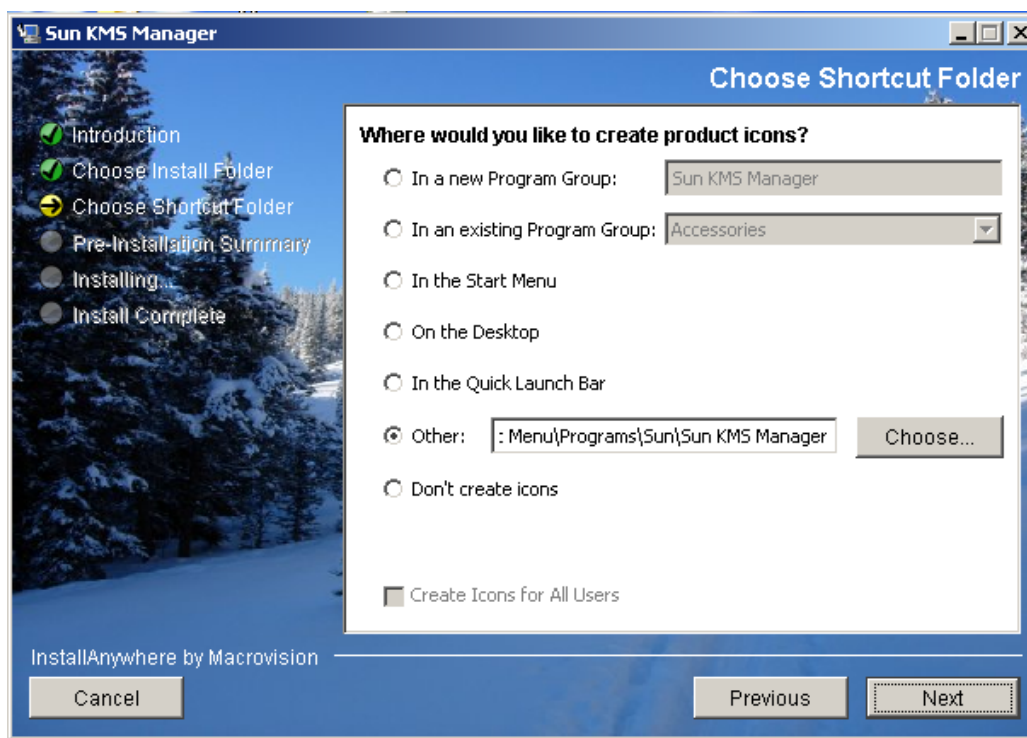 Sun KMS Manager
Choose Shortcut Folder
Introduction
Choose Install Folder
Choose Shortcut Folder
Pre-Installation Summary
Installing...
Install Complete
Where would you like to create product icons?
In a new Program Group: Sun KMS Manager
In an existing Program Group: Accessories
In the Start Menu
On the Desktop
In the Quick Launch Bar
Other: : Menu\Programs\Sun\Sun KMS Manager Choose...
Don't create icons
Create Icons for All Users
InstallAnywhere by Macrovision
Cancel Previous Next